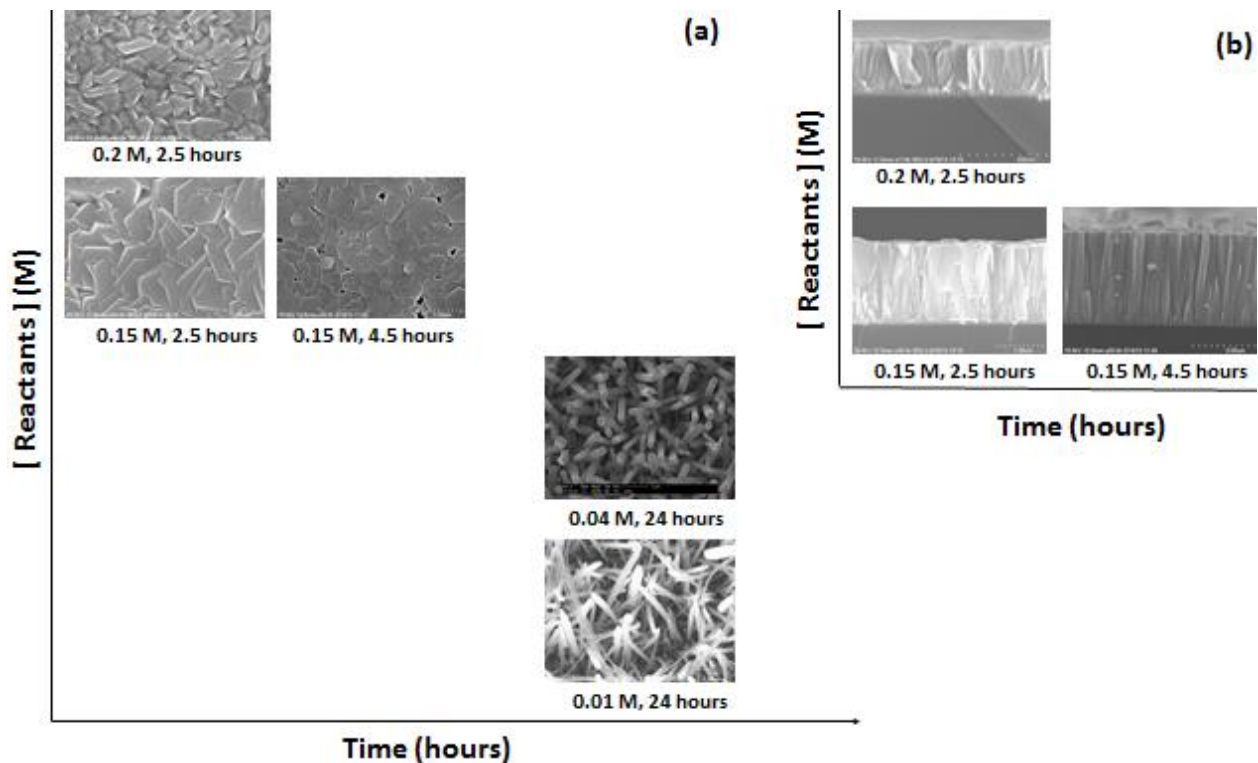 (a)
0.2 M, 2.5 hours
0.15 M, 2.5 hours
0.15 M, 4.5 hours
0.04 M, 24 hours
0.01 M, 24 hours
[ Reactants ] (M)
Time (hours)
(b)
0.2 M, 2.5 hours
0.15 M, 2.5 hours
0.15 M, 4.5 hours
[ Reactants ] (M)
Time (hours)